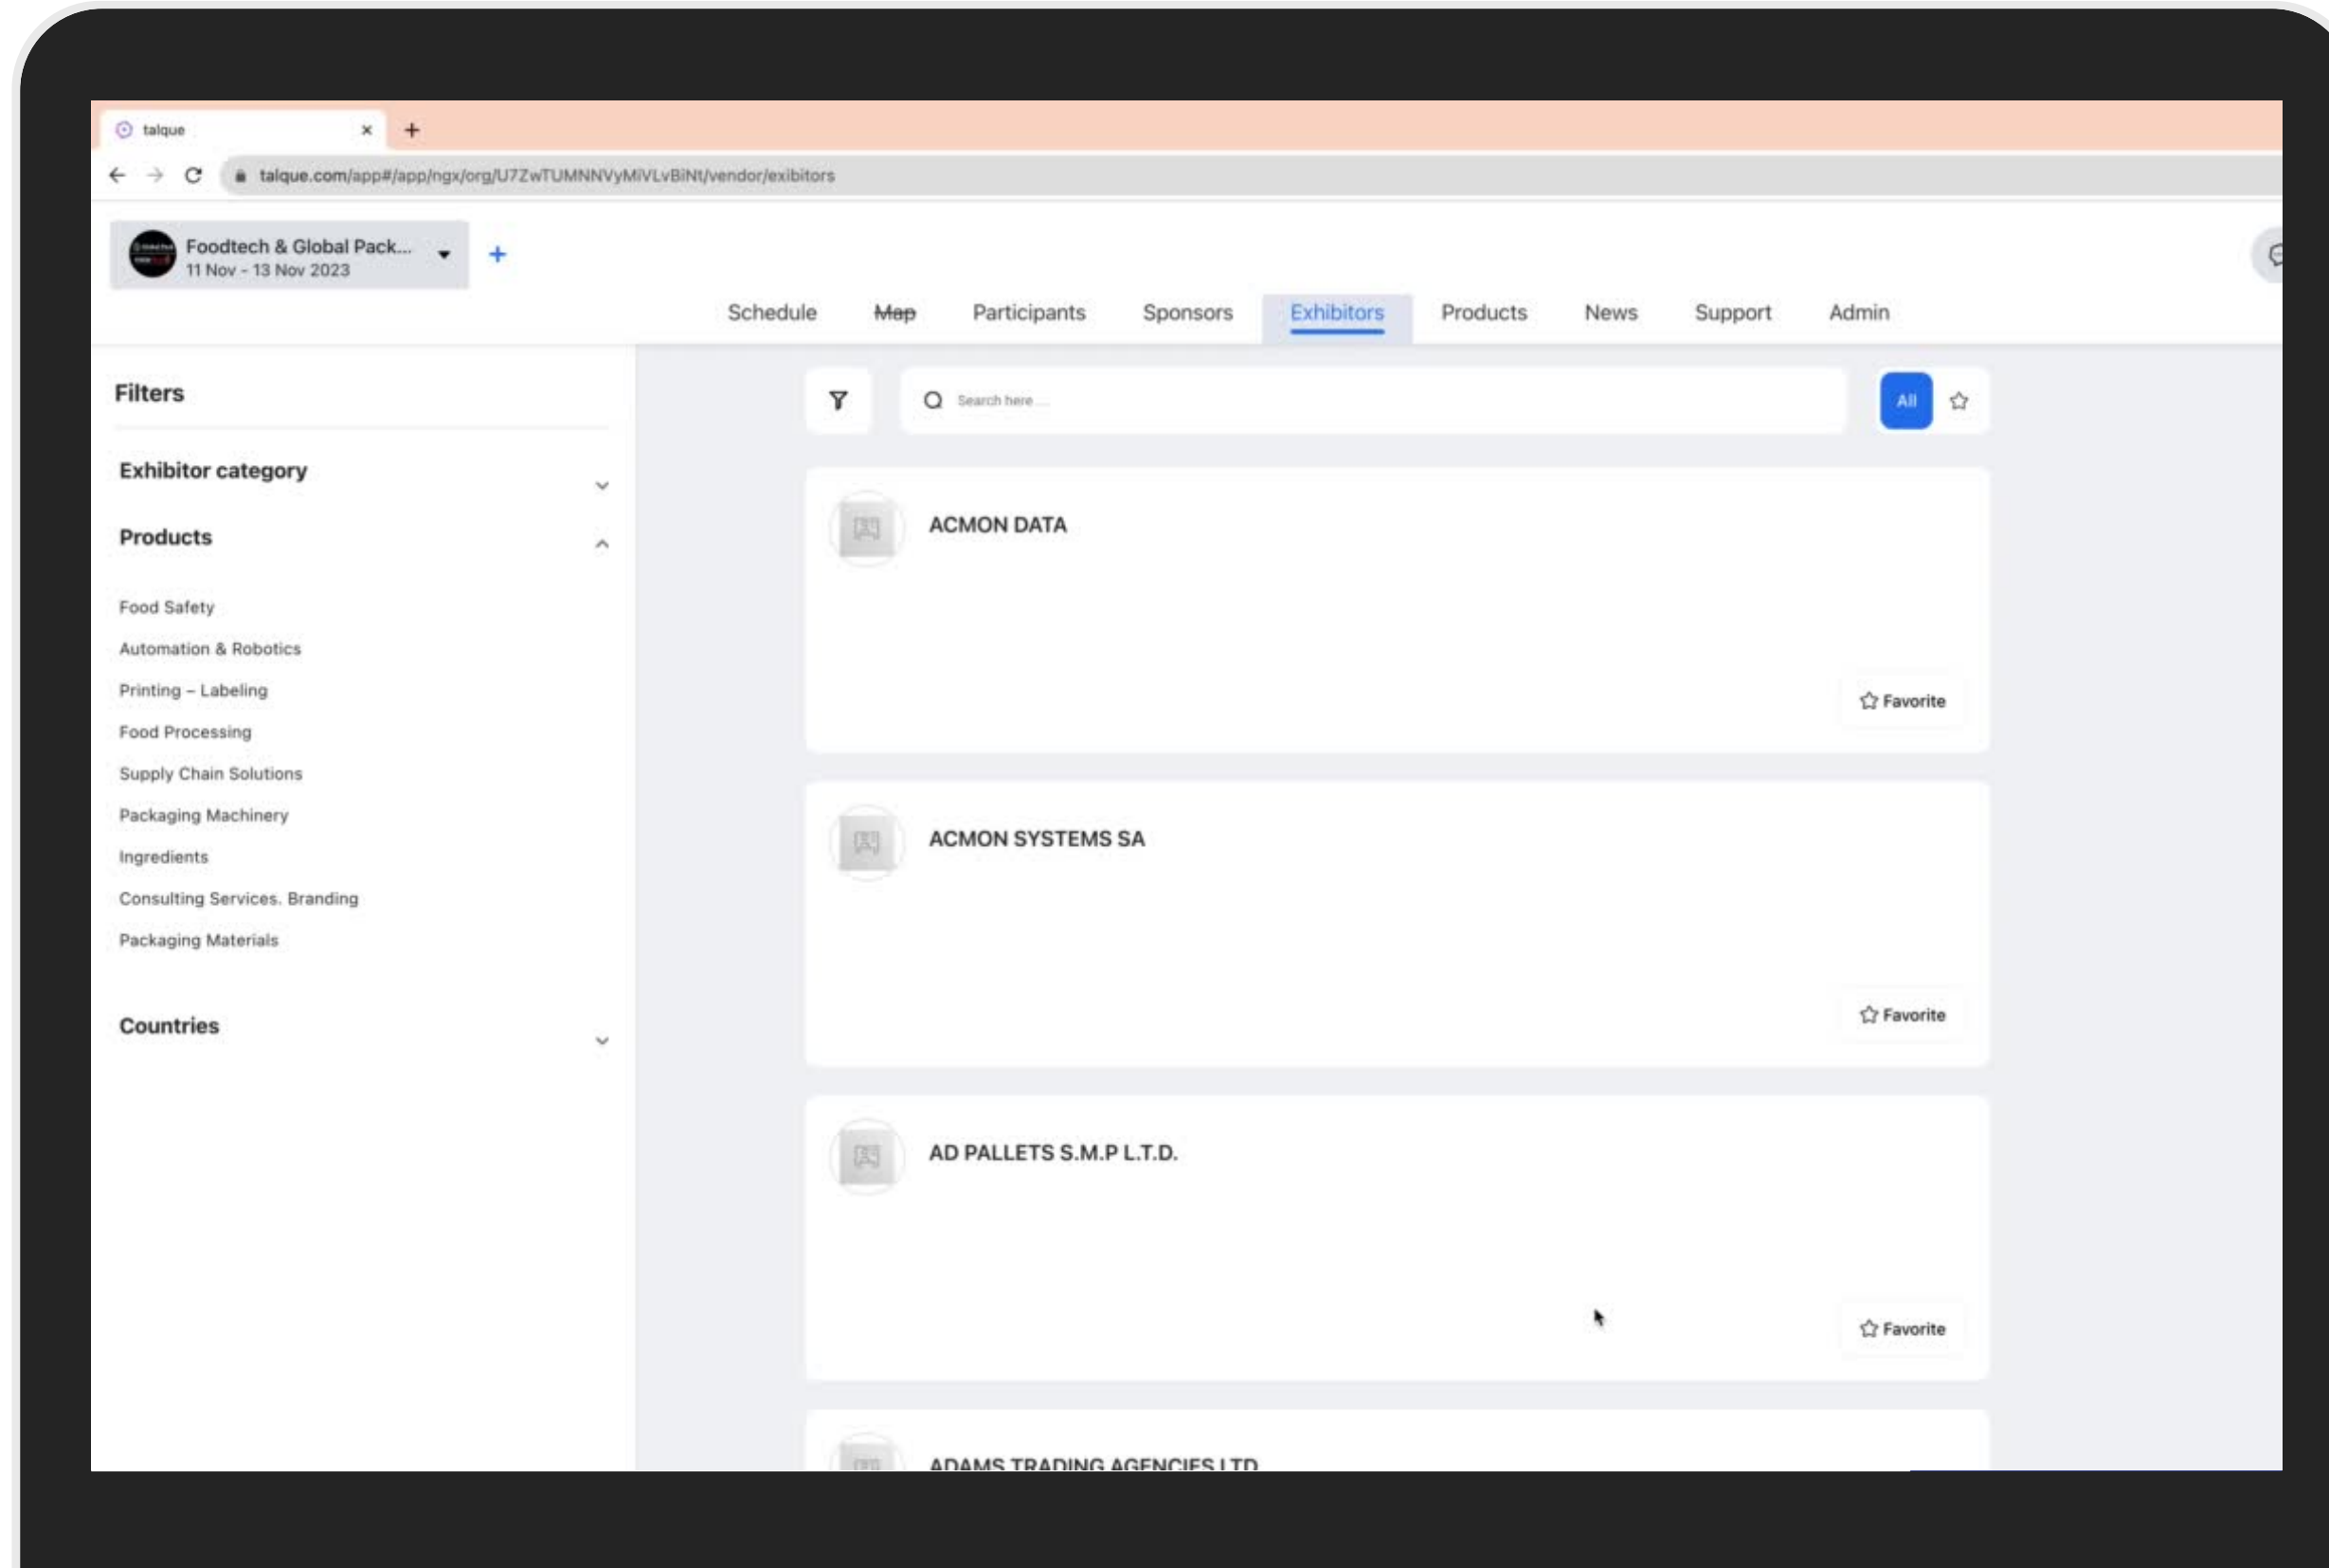 talque
talque.com/app#/app/ngx/org/U7ZwTUMNNVyMiVLvBiNt/vendor/exibitors
Foodtech & Global Pack...
11 Nov - 13 Nov 2023
Schedule Map Participants Sponsors Exhibitors Products News Support Admin
Filters
Search here ....
All
Exhibitor category
Products
Food Safety
Automation & Robotics
Printing – Labeling
Food Processing
Supply Chain Solutions
Packaging Machinery
Ingredients
Consulting Services. Branding
Packaging Materials
Countries
ACMON DATA
Favorite
ACMON SYSTEMS SA
Favorite
AD PALLETS S.M.P L.T.D.
Favorite
ADAMS TRADING AGENCIES LTD